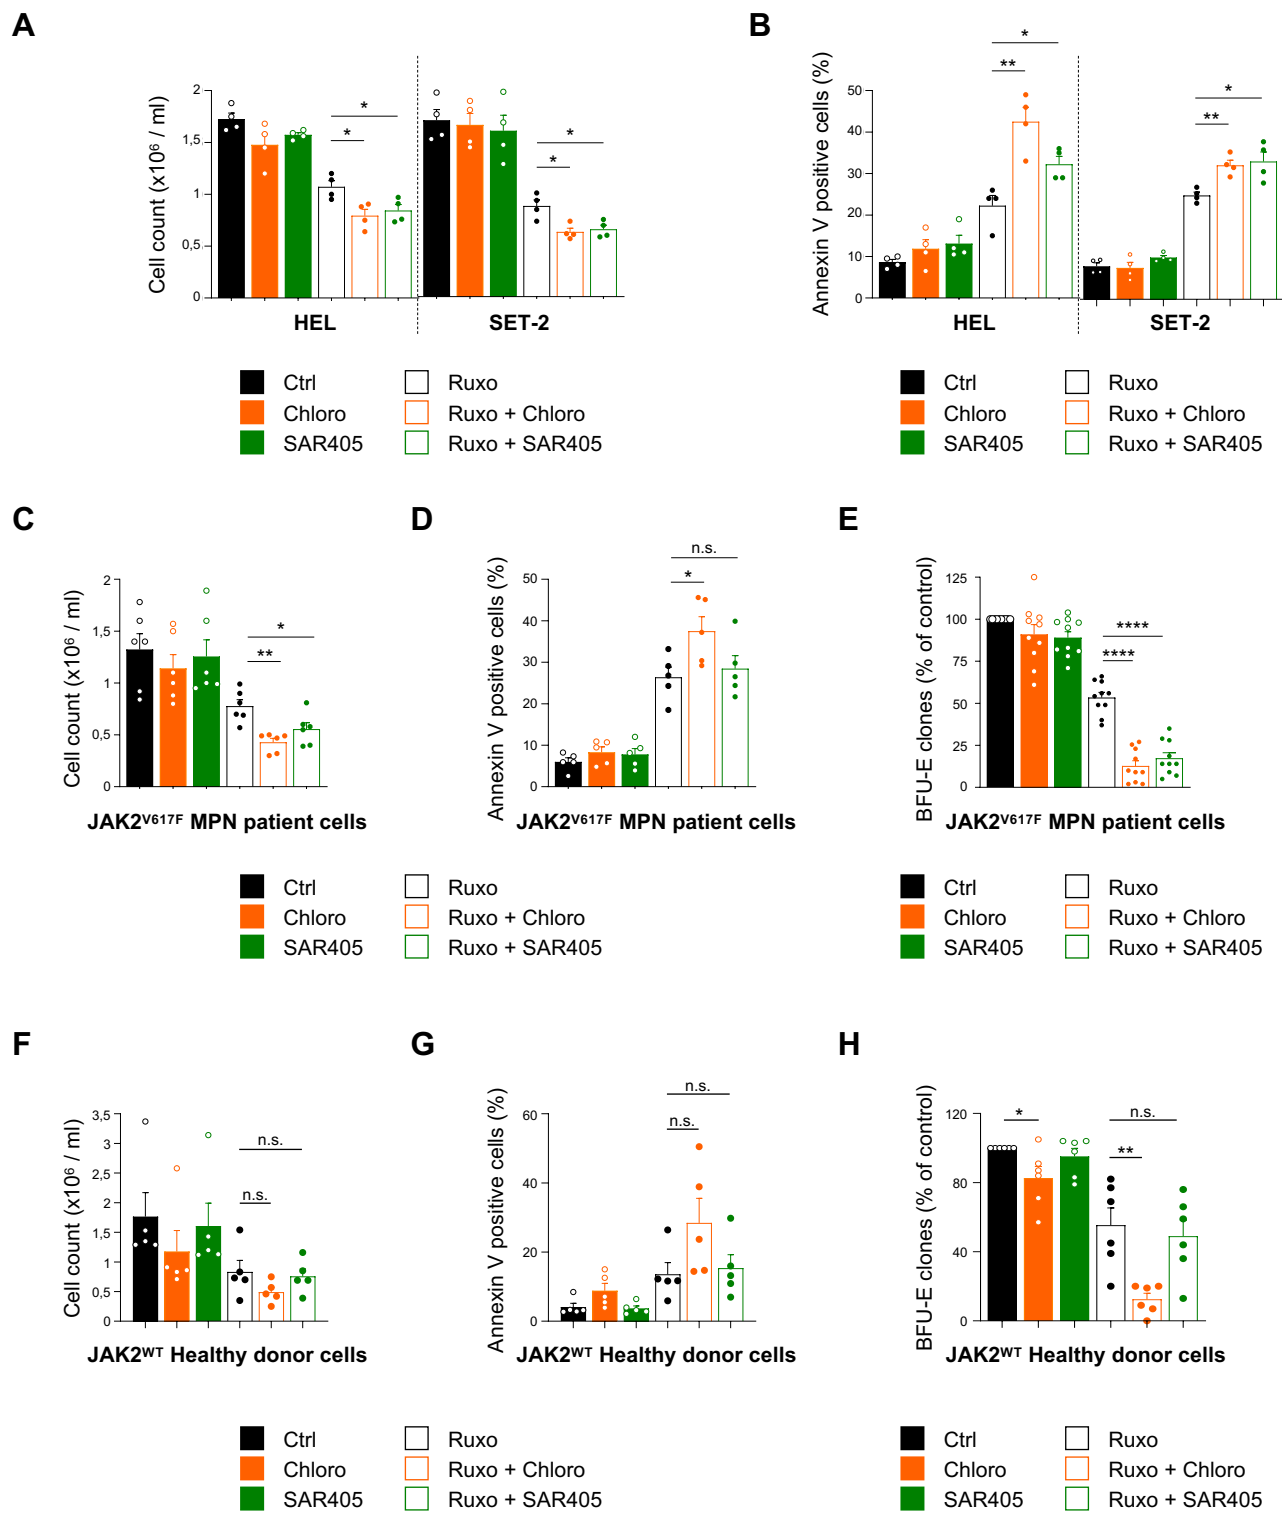 A
Cell count (x10⁶ / ml)
2
1,5
1
0,5
0
*
*
*
*
HEL
SET-2
Ctrl
Chloro
SAR405
Ruxo
Ruxo + Chloro
Ruxo + SAR405
B
Annexin V positive cells (%)
50
40
30
20
10
0
*
**
*
**
HEL
SET-2
Ctrl
Chloro
SAR405
Ruxo
Ruxo + Chloro
Ruxo + SAR405
C
Cell count (x10⁶ / ml)
2
1,5
1
0,5
0
*
**
JAK2ⱽ⁶¹⁷ᶠ MPN patient cells
D
Annexin V positive cells (%)
50
40
30
20
10
0
n.s.
*
JAK2ⱽ⁶¹⁷ᶠ MPN patient cells
Ctrl
Chloro
SAR405
Ruxo
Ruxo + Chloro
Ruxo + SAR405
E
BFU-E clones (% of control)
125
100
75
50
25
0
****
****
JAK2ⱽ⁶¹⁷ᶠ MPN patient cells
Ctrl
Chloro
SAR405
Ruxo
Ruxo + Chloro
Ruxo + SAR405
F
Cell count (x10⁶ / ml)
3,5
3
2,5
2
1,5
1
0,5
0
n.s.
n.s.
JAK2ᵂᵀ Healthy donor cells
G
Annexin V positive cells (%)
60
40
20
0
n.s.
n.s.
JAK2ᵂᵀ Healthy donor cells
Ctrl
Chloro
SAR405
Ruxo
Ruxo + Chloro
Ruxo + SAR405
H
BFU-E clones (% of control)
120
80
40
0
*
n.s.
**
JAK2ᵂᵀ Healthy donor cells
Ctrl
Chloro
SAR405
Ruxo
Ruxo + Chloro
Ruxo + SAR405